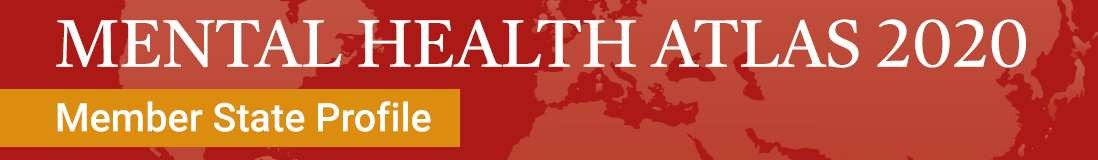 MENTAL HEALTH ATLAS 2020
Member State Profile